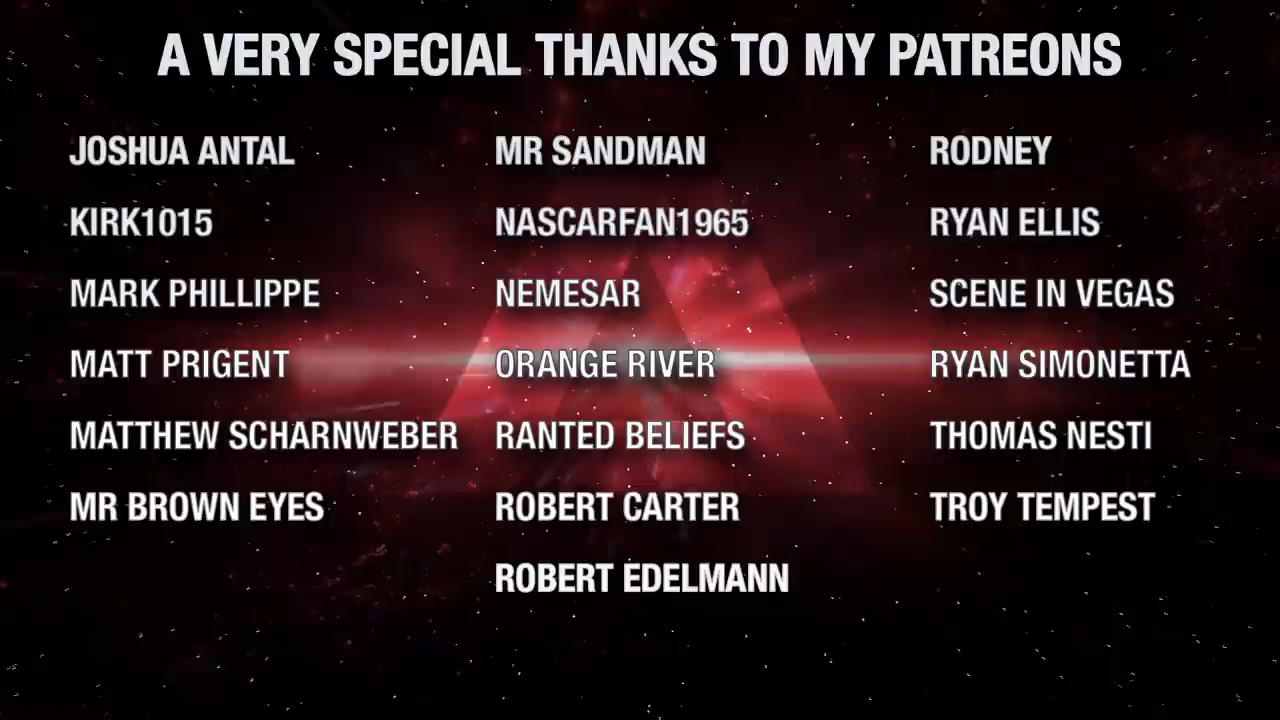 A VERY SPECIAL THANKS TO MY PATREONS
JOSHUA ANTAL
KIRK1015
MARK PHILLIPPE
MATT PRIGENT
MATTHEW SCHARNWEBER
MR BROWN EYES
MR SANDMAN
NASCARFAN1965
NEMESAR
ORANGE RIVER
RANTED BELIEFS
ROBERT CARTER
ROBERT EDELMANN
RODNEY
RYAN ELLIS
SCENE IN VEGAS
RYAN SIMONETTA
THOMAS NESTI
TROY TEMPEST